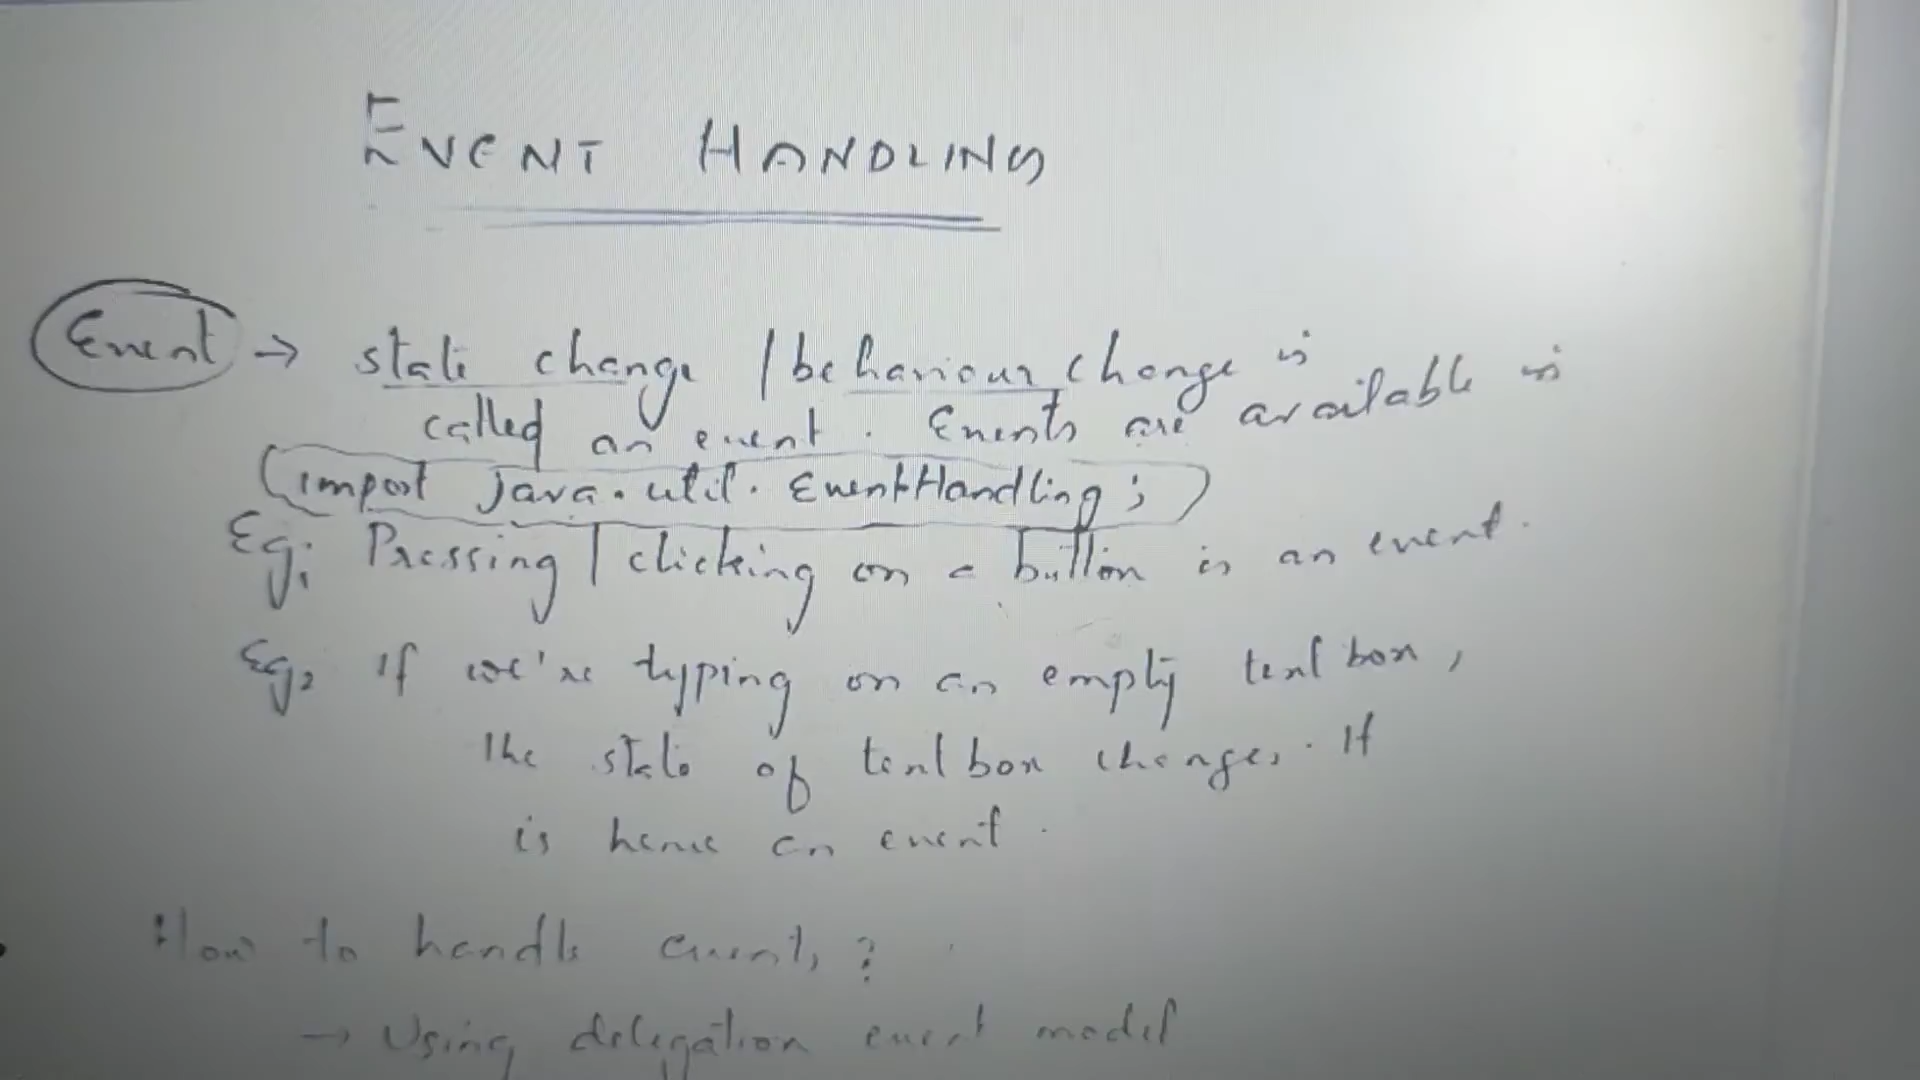 EVENT HANDLING
Event → state change / behaviour change is
called an event. Events are available in
(import java.util.EventHandling;)
Eg1 Pressing / clicking on a button is an event.
Eg2 If we're typing on an empty text box,
the state of text box changes. It
is hence an event.
How to handle events?
→ Using delegation event model